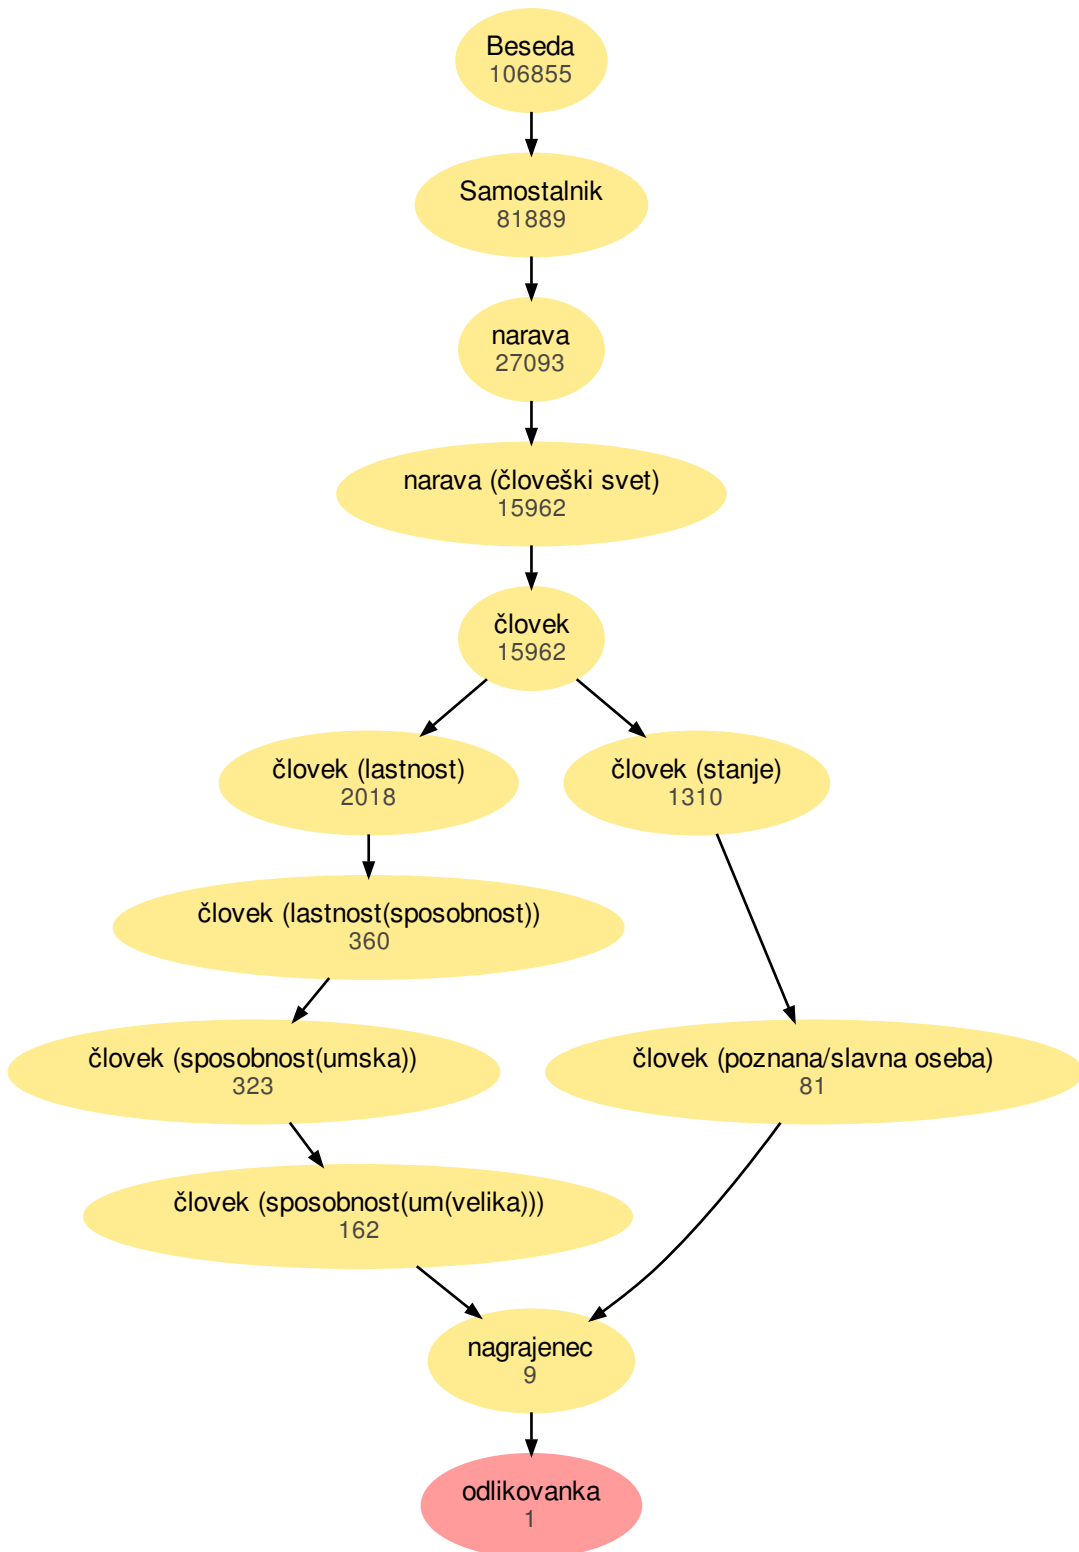 Beseda
106855
Samostalnik
81889
narava
27093
narava (človeški svet)
15962
človek
15962
človek (lastnost)
2018
človek (stanje)
1310
človek (lastnost(sposobnost))
360
človek (sposobnost(umska))
323
človek (poznana/slavna oseba)
81
človek (sposobnost(um(velika)))
162
nagrajenec
9
odlikovanka
1